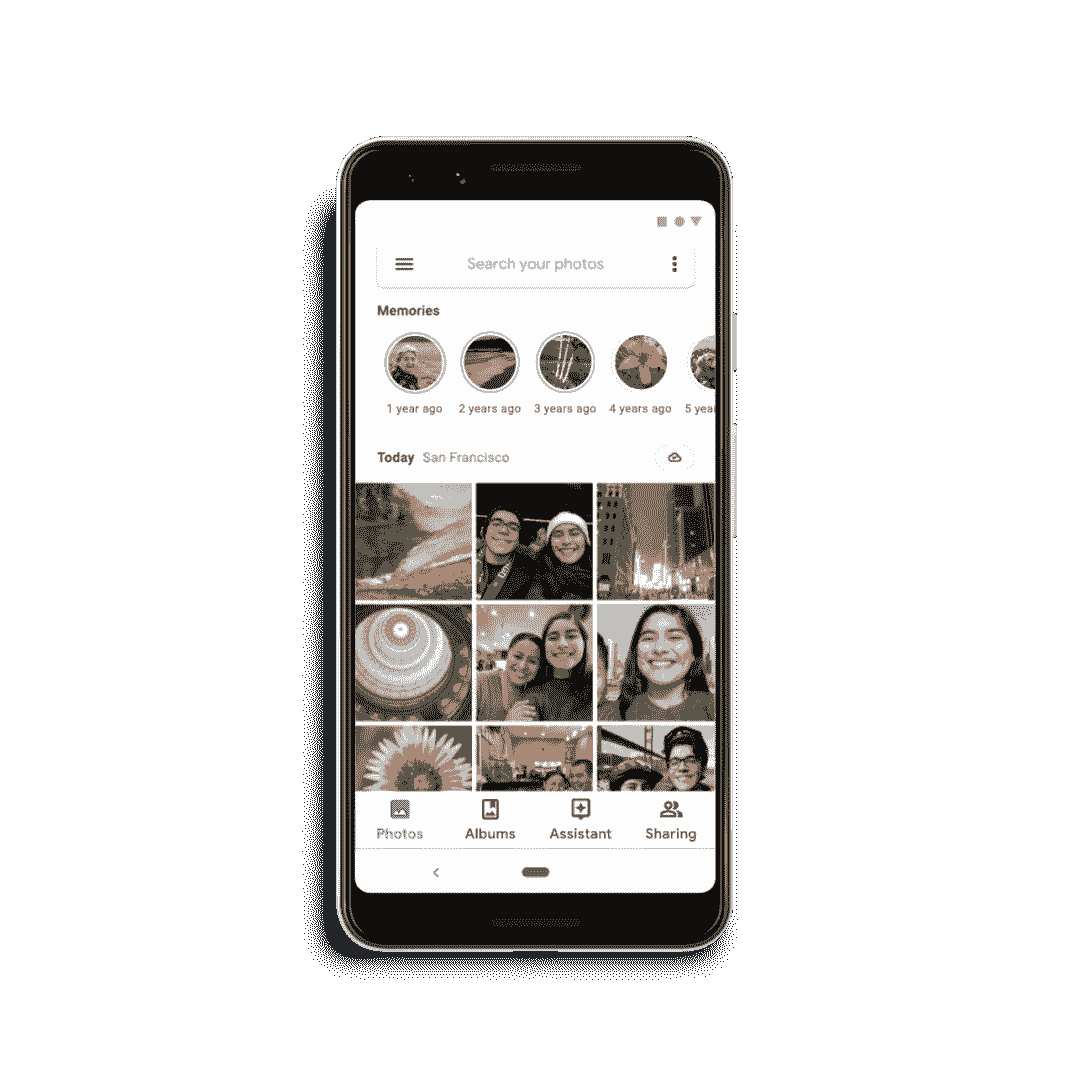 Search your photos
Memories
1 year ago 2 years ago 3 years ago 4 years ago 5 yea
Today San Francisco
Photos Albums Assistant Sharing